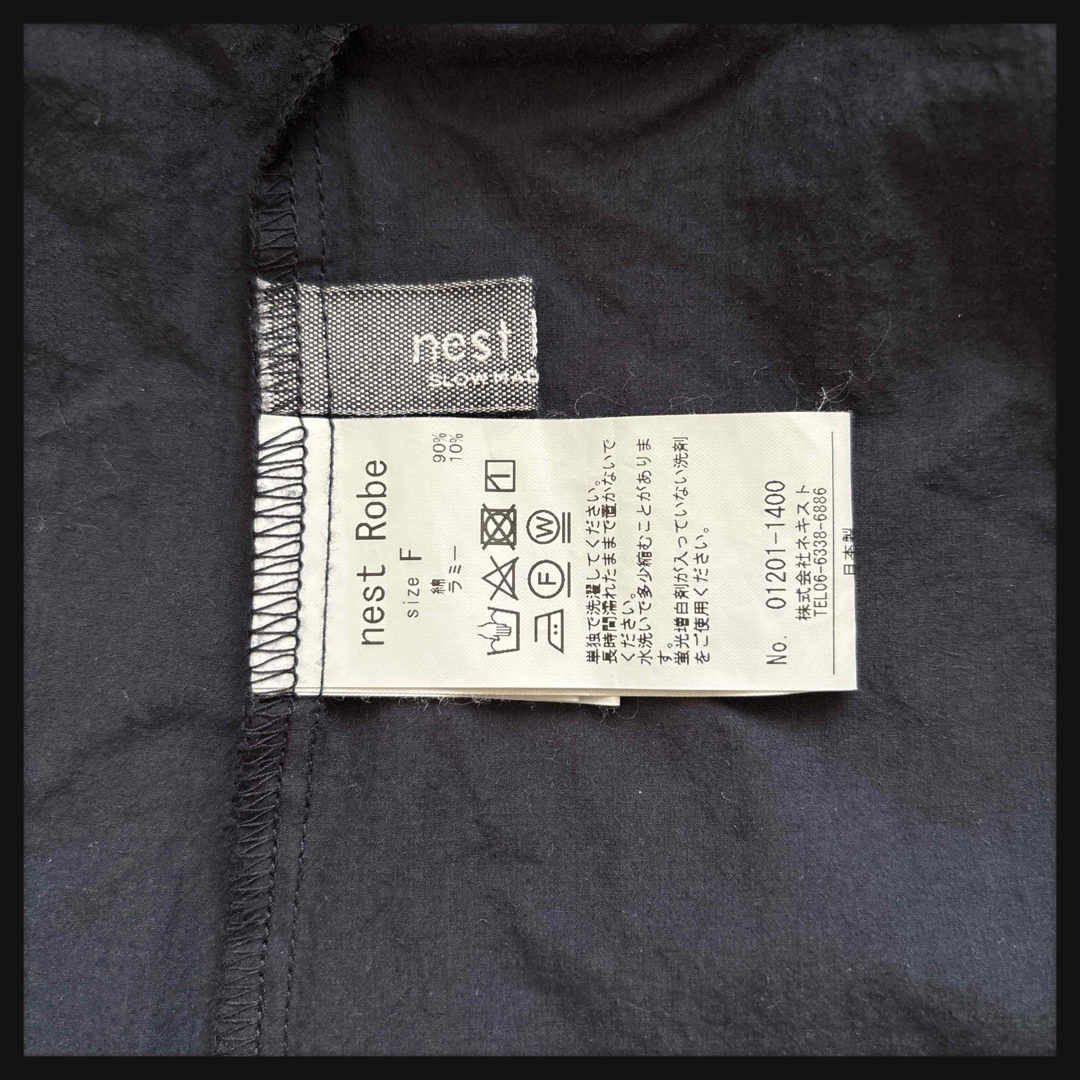 nest
SLOW MAD
nest Robe
size F
綿 90%
ラミー 10%
F W
単独で洗濯してください。
長時間濡れたままで置かないで
ください。
水洗いで多少縮むことがありま
す。
蛍光増白剤が入っていない洗剤
をご使用ください。
No. 01201-1400
株式会社ネキスト
TEL06-6338-6886
日本製